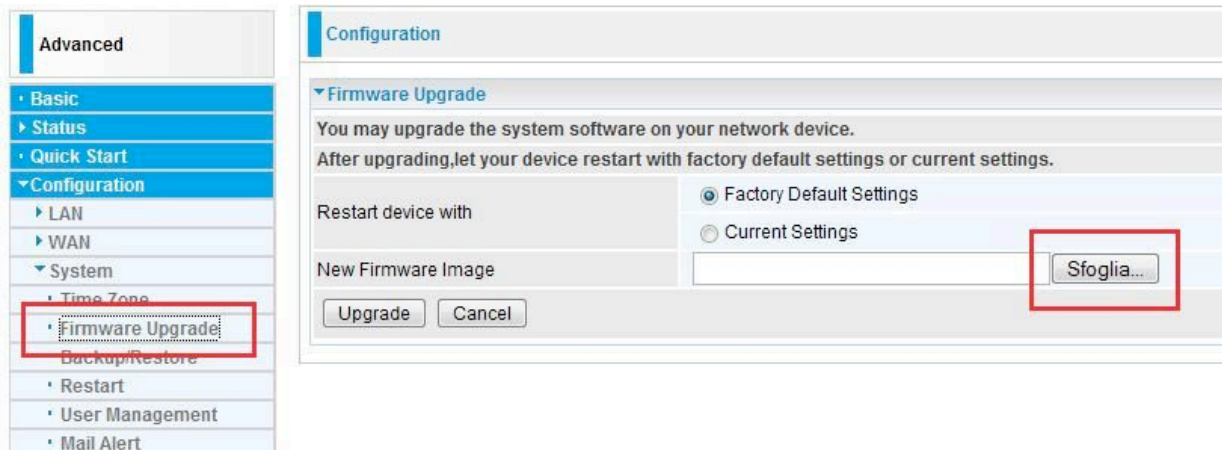 Advanced
Basic
Status
Quick Start
Configuration
LAN
WAN
System
Time Zone
Firmware Upgrade
Backup/Restore
Restart
User Management
Mail Alert
Configuration
Firmware Upgrade
You may upgrade the system software on your network device.
After upgrading,let your device restart with factory default settings or current settings.
Restart device with
Factory Default Settings
Current Settings
New Firmware Image
Sfoglia...
Upgrade Cancel